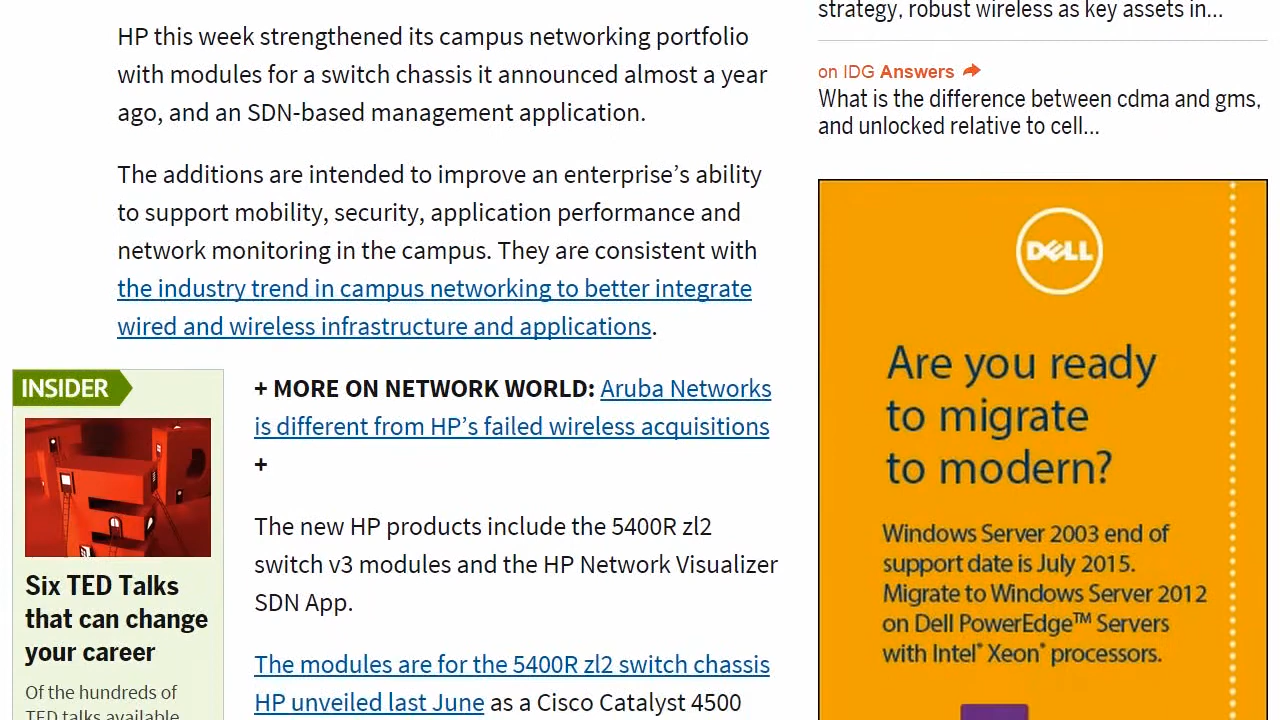 HP this week strengthened its campus networking portfolio
with modules for a switch chassis it announced almost a year
ago, and an SDN-based management application.
The additions are intended to improve an enterprise’s ability
to support mobility, security, application performance and
network monitoring in the campus. They are consistent with
the industry trend in campus networking to better integrate
wired and wireless infrastructure and applications.
+ MORE ON NETWORK WORLD: Aruba Networks
is different from HP’s failed wireless acquisitions
+
The new HP products include the 5400R zl2
switch v3 modules and the HP Network Visualizer
SDN App.
The modules are for the 5400R zl2 switch chassis
HP unveiled last June as a Cisco Catalyst 4500
INSIDER
Six TED Talks
that can change
your career
Of the hundreds of
TED talks available
strategy, robust wireless as key assets in...
on IDG Answers
What is the difference between cdma and gms,
and unlocked relative to cell...
DELL
Are you ready
to migrate
to modern?
Windows Server 2003 end of
support date is July 2015.
Migrate to Windows Server 2012
on Dell PowerEdge™ Servers
with Intel® Xeon® processors.